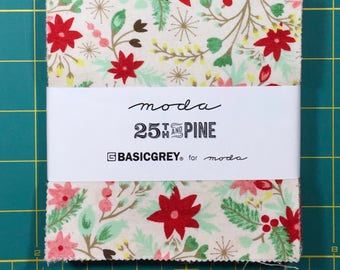 moda
25TH AND PINE
G BASICGREY® for moda